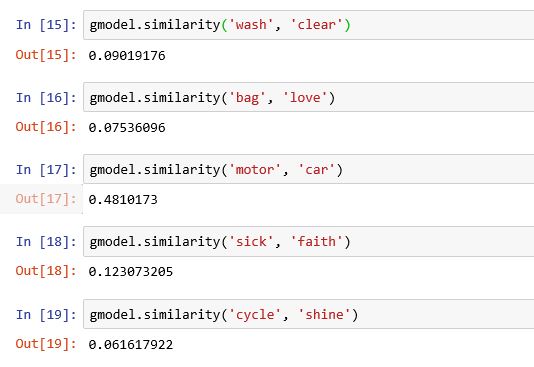 In [15]: gmodel.similarity('wash', 'clear')
Out[15]: 0.09019176
In [16]: gmodel.similarity('bag', 'love')
Out[16]: 0.07536096
In [17]: gmodel.similarity('motor', 'car')
Out[17]: 0.4810173
In [18]: gmodel.similarity('sick', 'faith')
Out[18]: 0.123073205
In [19]: gmodel.similarity('cycle', 'shine')
Out[19]: 0.061617922